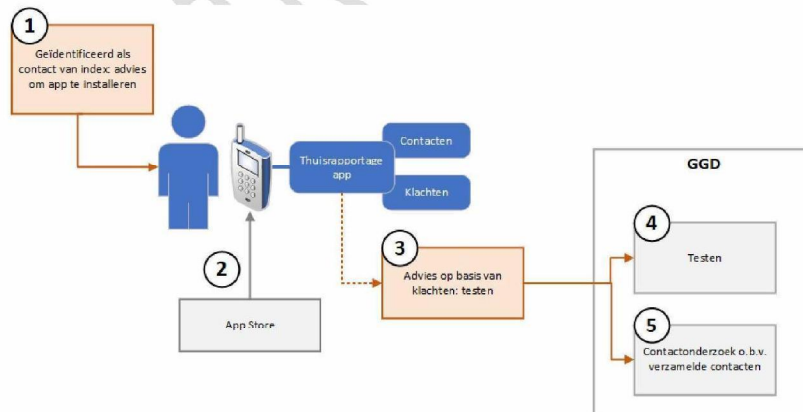 1
Geïdentificeerd als
contact van index: advies
om app te installeren
Contacten
Thuisrapportage
app
Klachten
GGD
2
App Store
3
Advies op basis van
klachten: testen
4
Testen
5
Contactonderzoek o.b.v.
verzamelde contacten